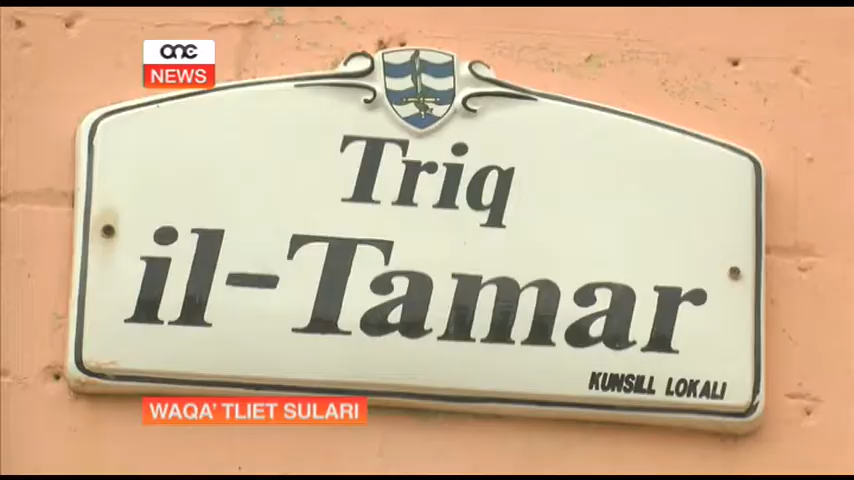 one
NEWS
Triq
il-Tamar
KUNSILL LOKALI
WAQA' TLIET SULARI